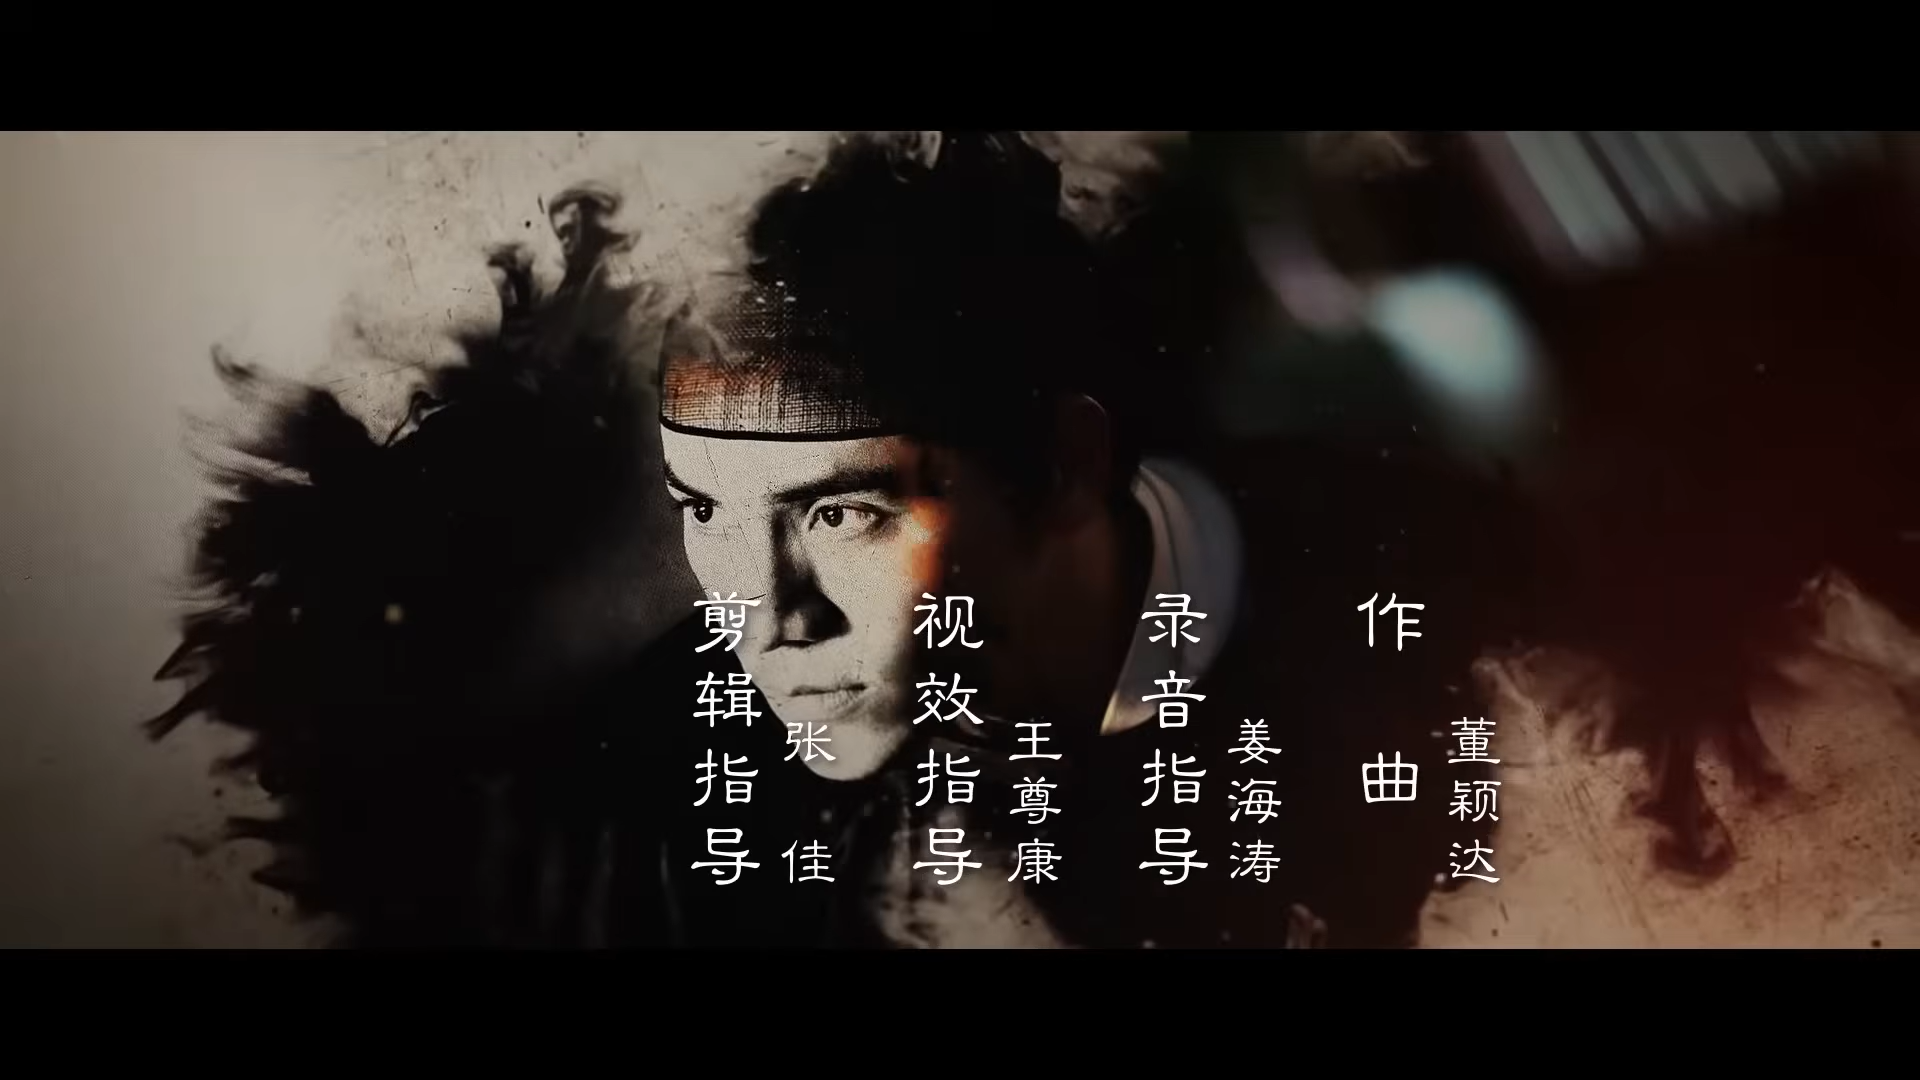 作曲
董颖达
录音指导
姜海涛
视效指导
王尊康
剪辑指导
张佳